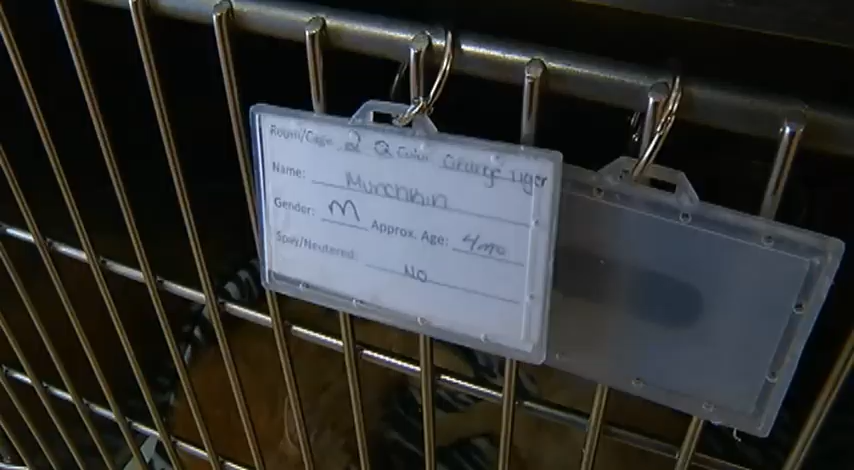 Room/Cage 2 Color Orange Tiger
Name: Munchkin
Gender: M Approx. Age: 4mo
Spay/Neutered: NO